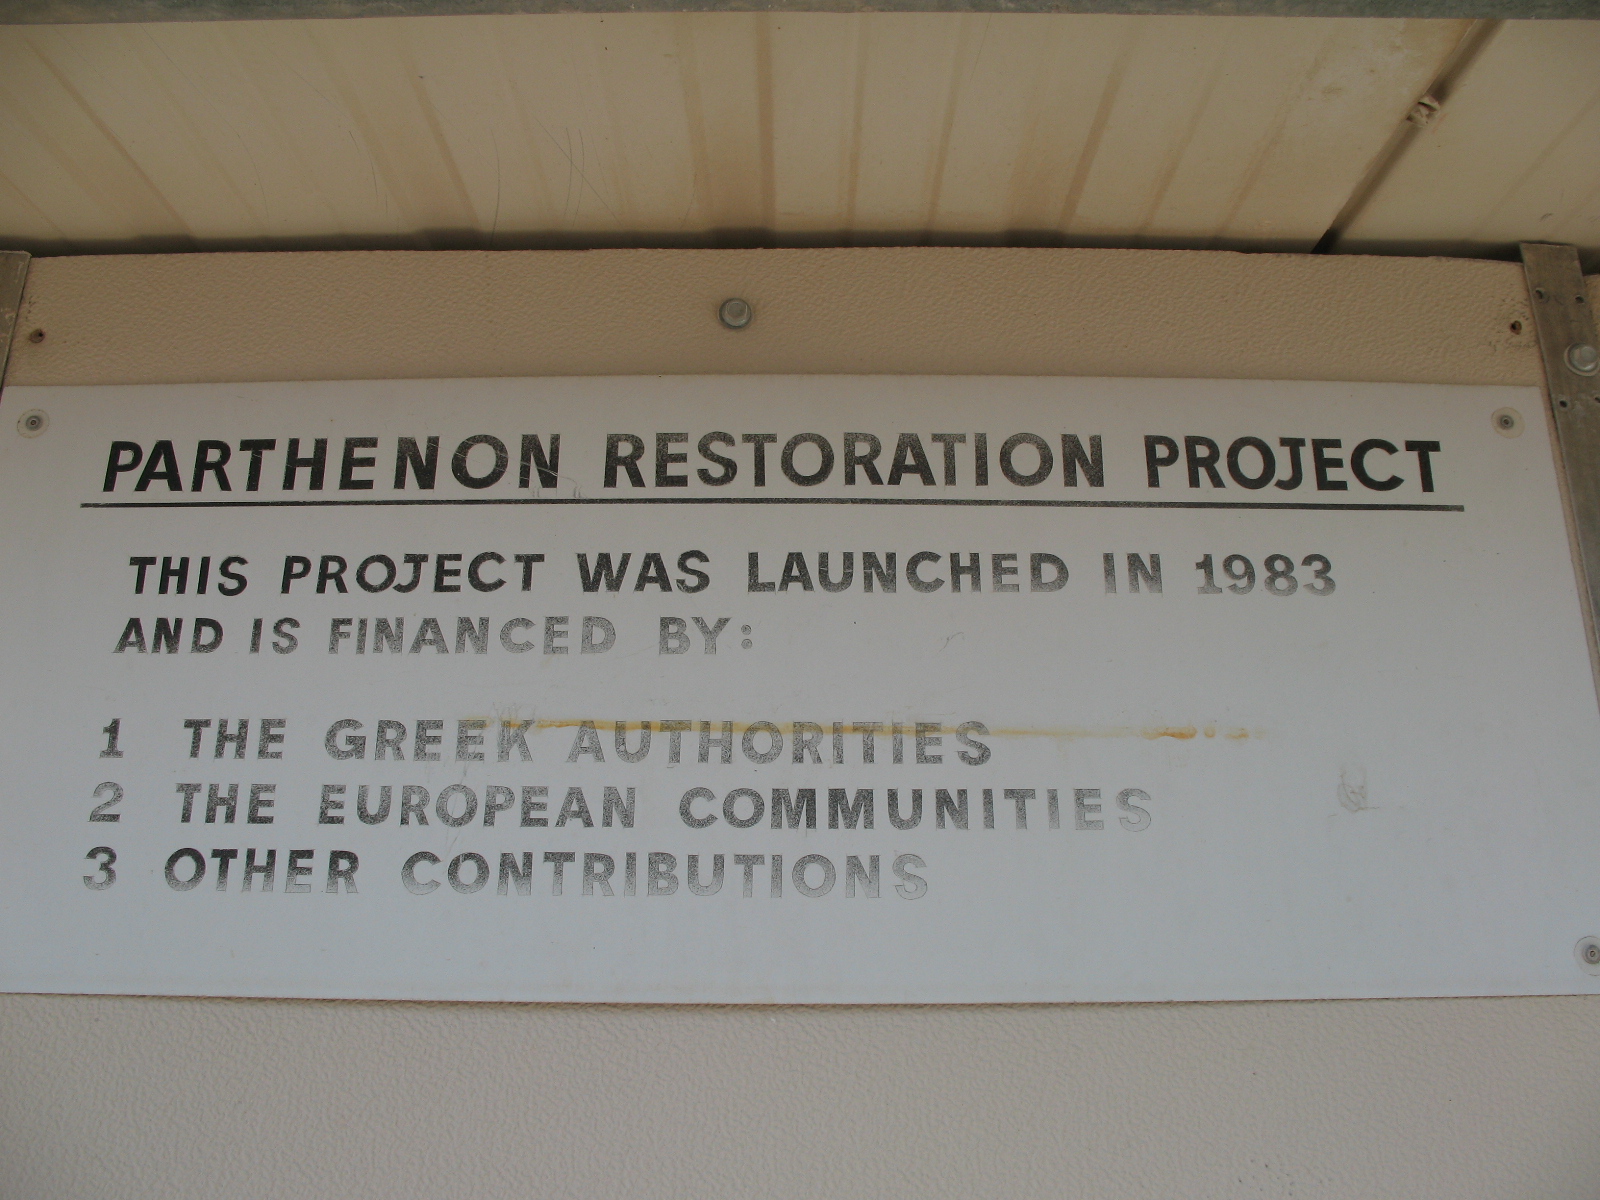 PARTHENON RESTORATION PROJECT
THIS PROJECT WAS LAUNCHED IN 1983
AND IS FINANCED BY:
1 THE GREEK AUTHORITIES
2 THE EUROPEAN COMMUNITIES
3 OTHER CONTRIBUTIONS